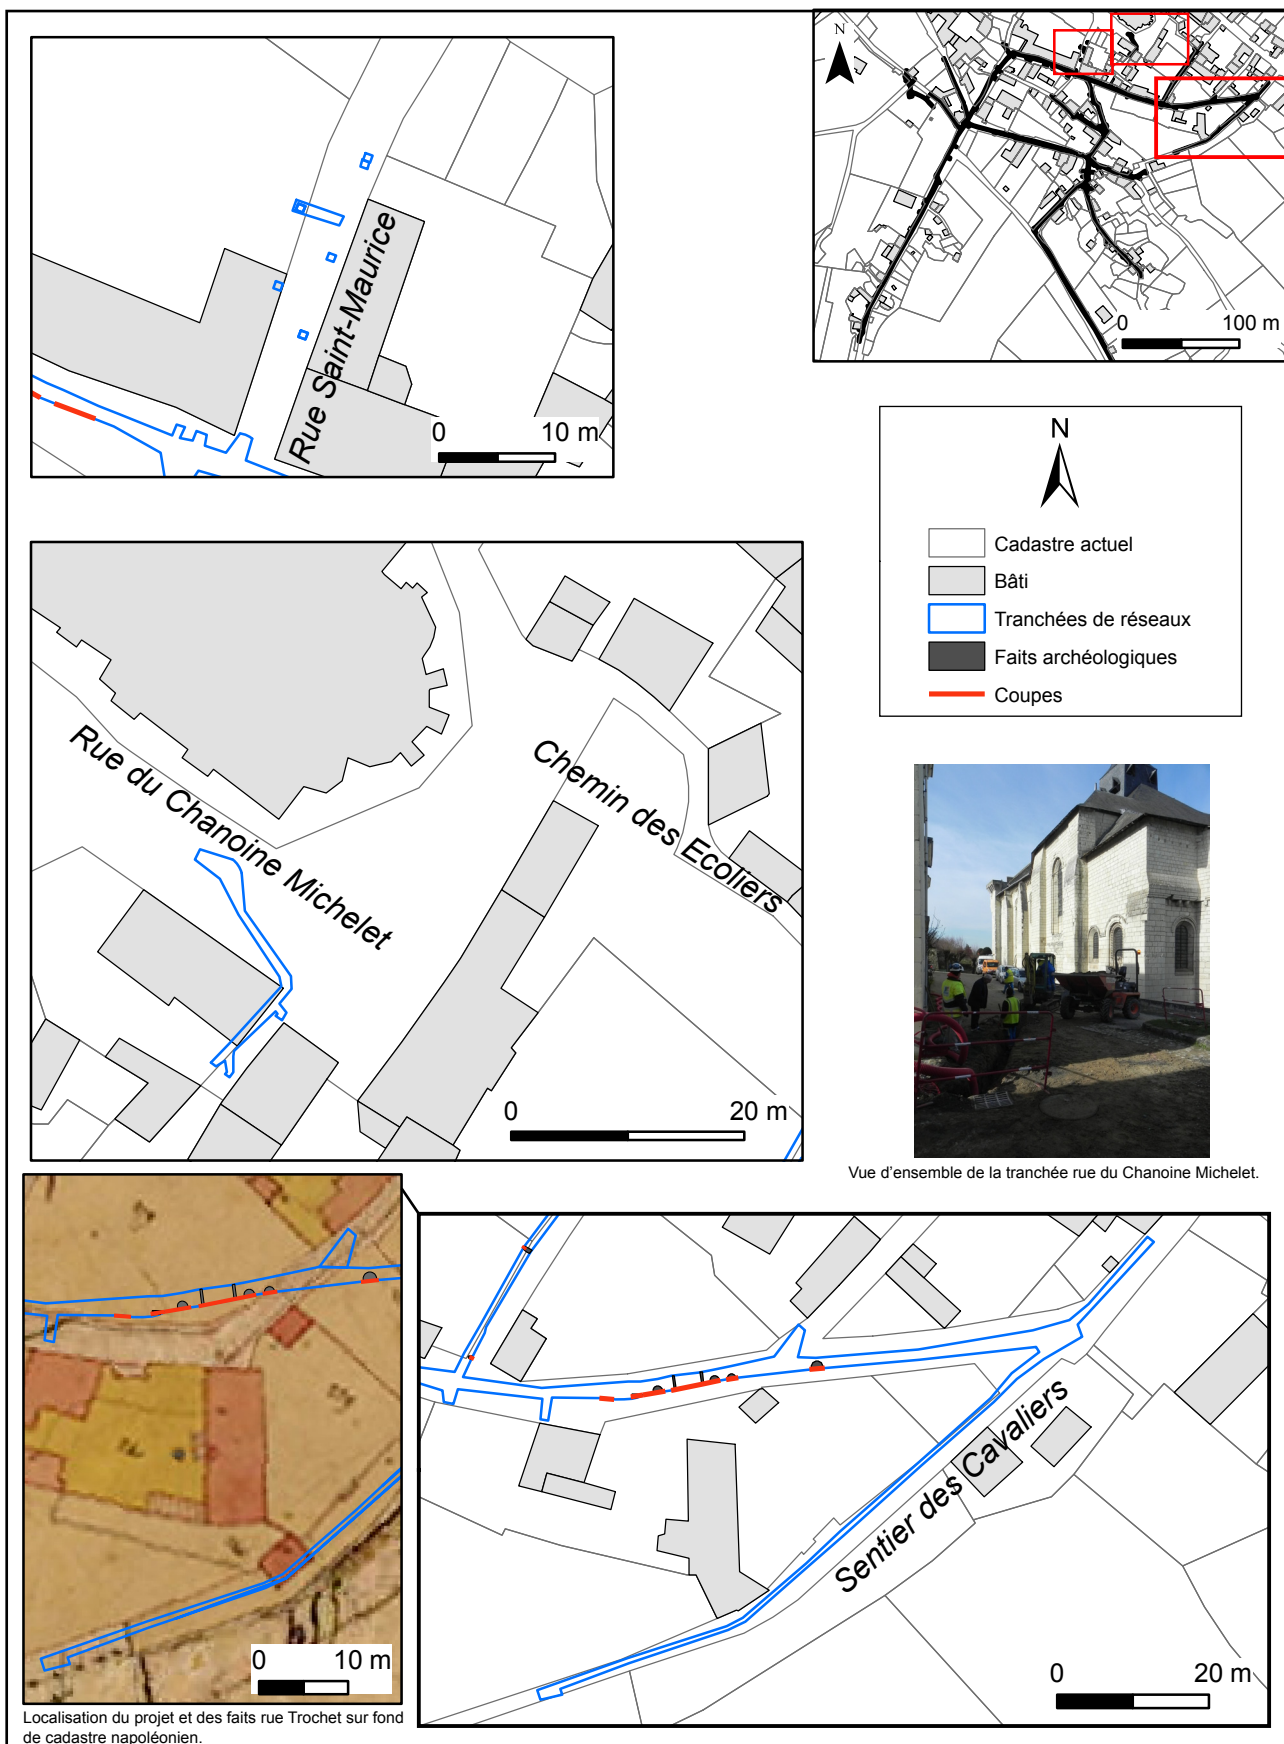 Rue Saint-Maurice
0 10 m
N
0 100 m
N
Cadastre actuel
Bâti
Tranchées de réseaux
Faits archéologiques
Coupes
Rue du Chanoine Michelet
Chemin des Ecoliers
0 20 m
Vue d'ensemble de la tranchée rue du Chanoine Michelet.
0 10 m
Localisation du projet et des faits rue Trochet sur fond
de cadastre napoléonien.
Sentier des Cavaliers
0 20 m